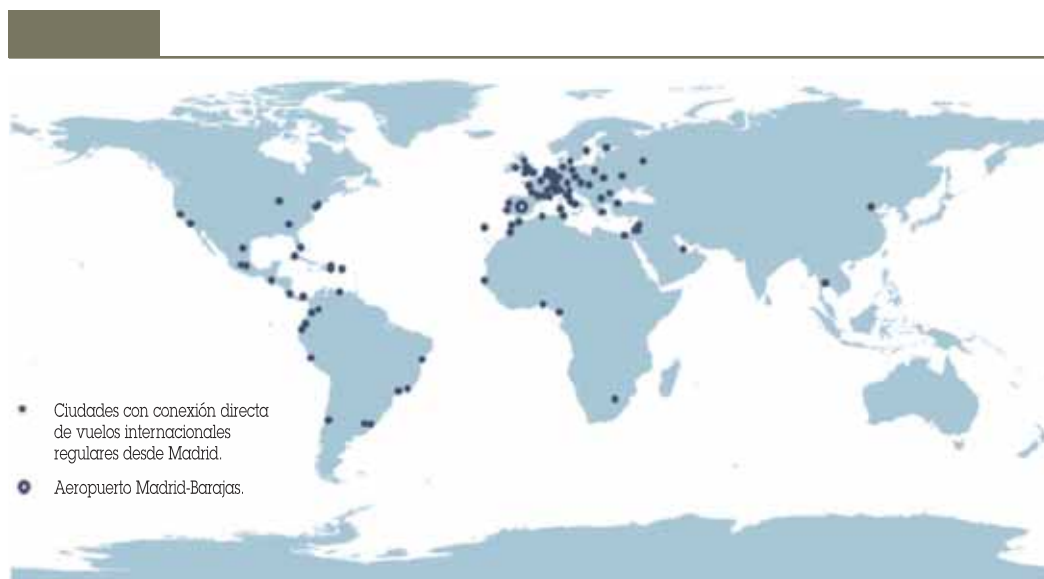 Ciudades con conexión directa
de vuelos internacionales
regulares desde Madrid.
Aeropuerto Madrid-Barajas.